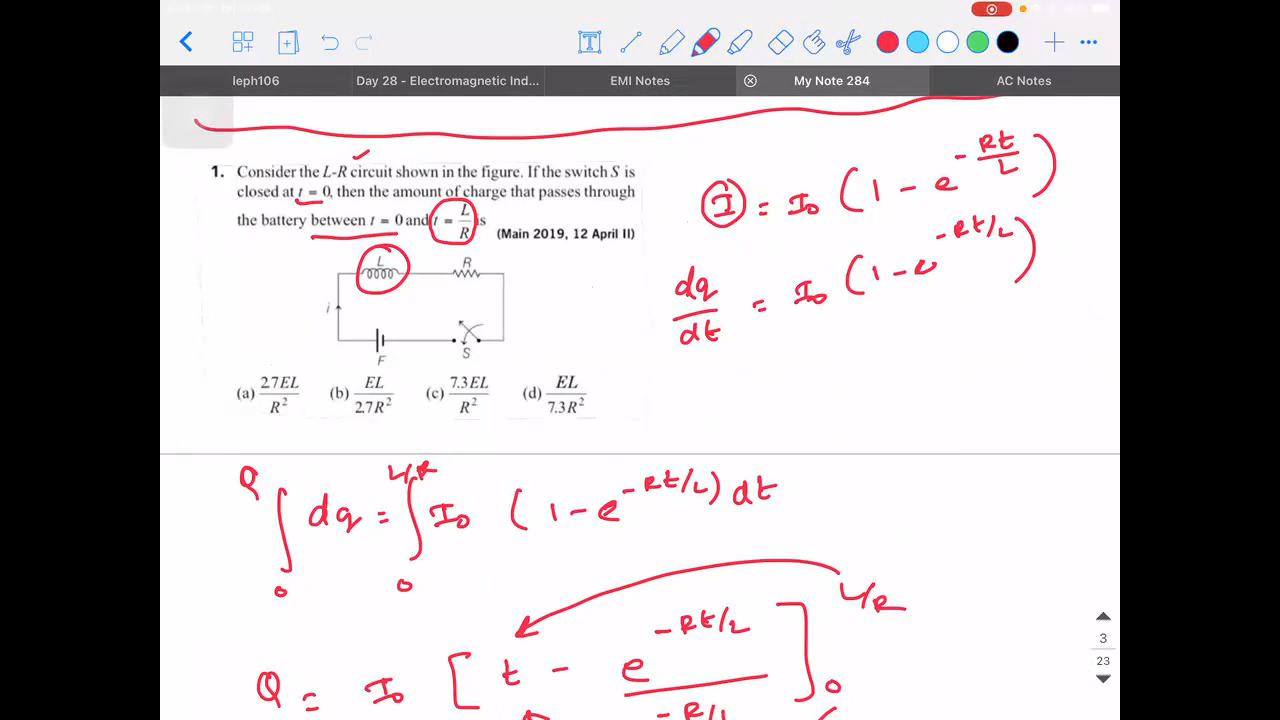 leph106
Day 28 - Electromagnetic Ind...
EMI Notes
My Note 284
AC Notes
1. Consider the L-R circuit shown in the figure. If the switch S is
closed at t = 0, then the amount of charge that passes through
the battery between t = 0 and t = L/R is
(Main 2019, 12 April II)
L
R
i
F
S
(a) 2.7EL/R² (b) EL/2.7R² (c) 7.3EL/R² (d) EL/7.3R²
I = I₀ (1 - e^(-Rt/L))
dq/dt = I₀ (1 - e^(-Rt/L))
∫₀^Q dq = ∫₀^(L/R) I₀ (1 - e^(-Rt/L)) dt
Q = I₀ [t - e^(-Rt/L)/(-R/L)]₀^(L/R)
3
23